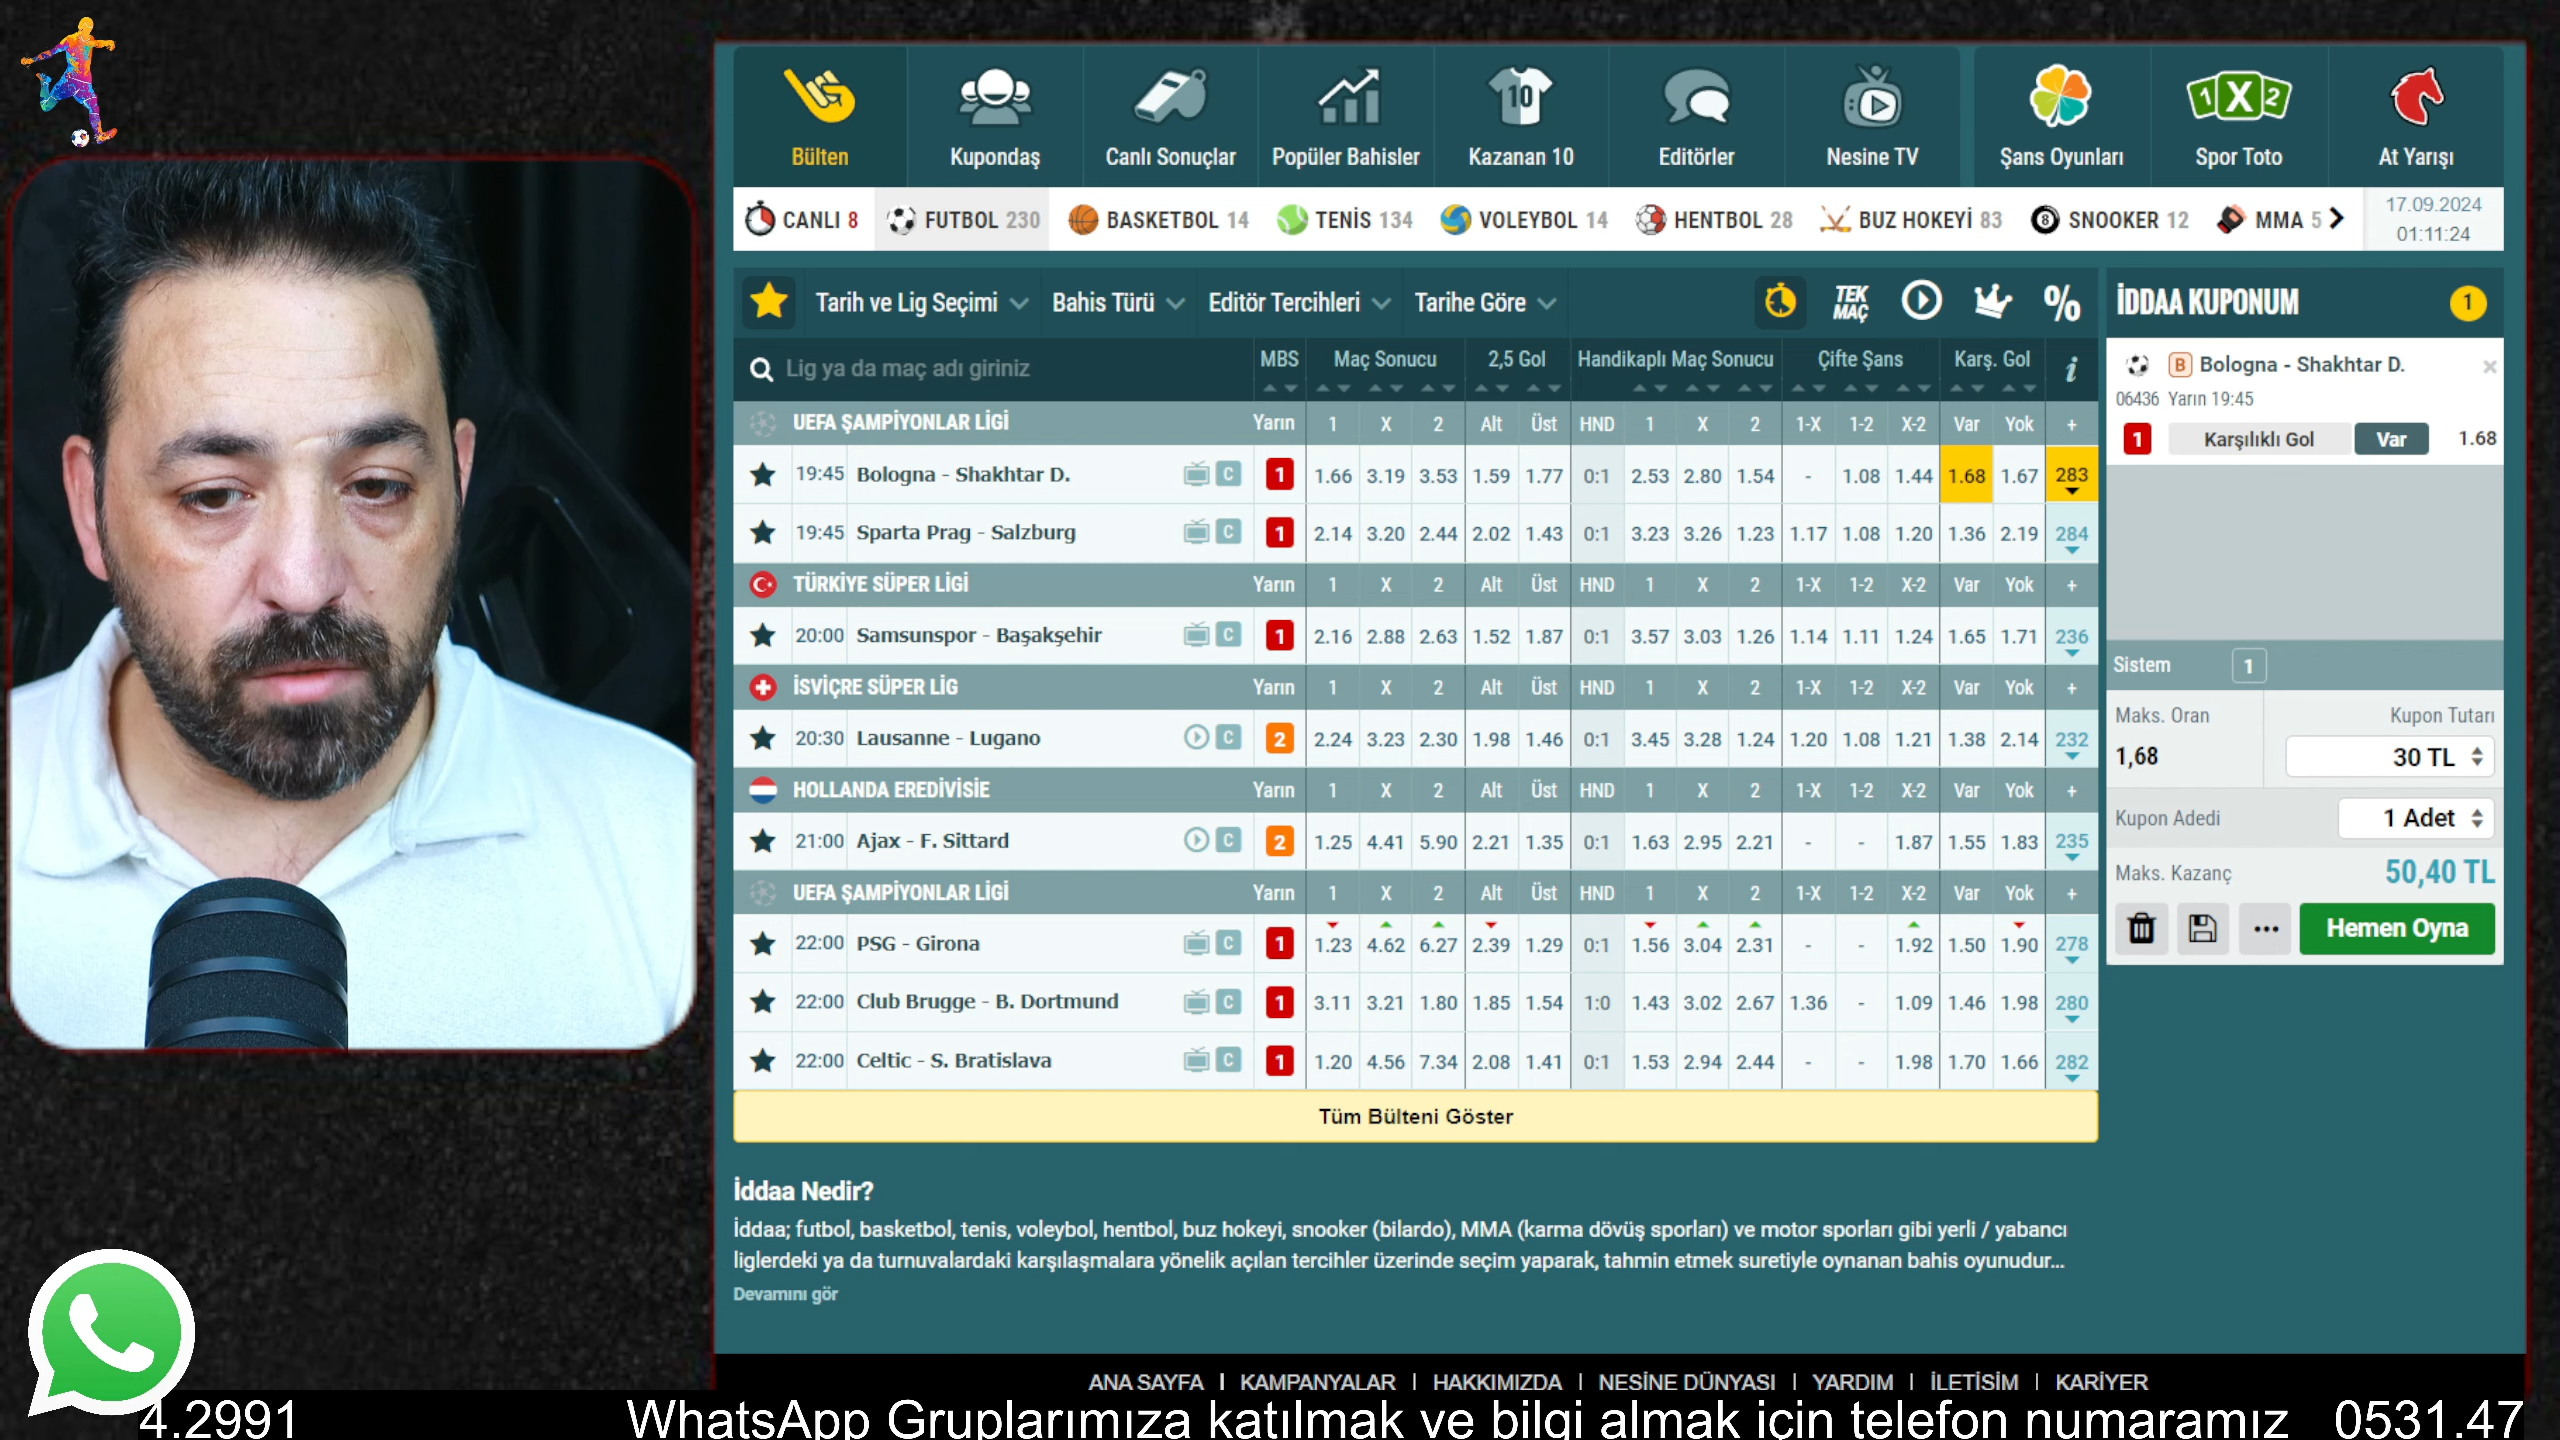 Bülten
Kupondaş
Canlı Sonuçlar
Popüler Bahisler
10
Kazanan 10
Editörler
Nesine TV
Şans Oyunları
1X2
Spor Toto
At Yarışı
CANLI 8 FUTBOL 230 BASKETBOL 14 TENİS 134 VOLEYBOL 14 HENTBOL 28 BUZ HOKEYİ 83 SNOOKER 12 MMA 5
17.09.2024
01:11:24
Tarih ve Lig Seçimi Bahis Türü Editör Tercihleri Tarihe Göre TEK MAÇ %
Lig ya da maç adı giriniz MBS Maç Sonucu 2,5 Gol Handikaplı Maç Sonucu Çifte Şans Karş. Gol i
UEFA ŞAMPİYONLAR LİGİ Yarın 1 X 2 Alt Üst HND 1 X 2 1-X 1-2 X-2 Var Yok +
19:45 Bologna - Shakhtar D. C 1 1.66 3.19 3.53 1.59 1.77 0:1 2.53 2.80 1.54 - 1.08 1.44 1.68 1.67 283
19:45 Sparta Prag - Salzburg C 1 2.14 3.20 2.44 2.02 1.43 0:1 3.23 3.26 1.23 1.17 1.08 1.20 1.36 2.19 284
TÜRKİYE SÜPER LİGİ Yarın 1 X 2 Alt Üst HND 1 X 2 1-X 1-2 X-2 Var Yok +
20:00 Samsunspor - Başakşehir C 1 2.16 2.88 2.63 1.52 1.87 0:1 3.57 3.03 1.26 1.14 1.11 1.24 1.65 1.71 236
İSVİÇRE SÜPER LİG Yarın 1 X 2 Alt Üst HND 1 X 2 1-X 1-2 X-2 Var Yok +
20:30 Lausanne - Lugano C 2 2.24 3.23 2.30 1.98 1.46 0:1 3.45 3.28 1.24 1.20 1.08 1.21 1.38 2.14 232
HOLLANDA EREDİVİSİE Yarın 1 X 2 Alt Üst HND 1 X 2 1-X 1-2 X-2 Var Yok +
21:00 Ajax - F. Sittard C 2 1.25 4.41 5.90 2.21 1.35 0:1 1.63 2.95 2.21 - - 1.87 1.55 1.83 235
UEFA ŞAMPİYONLAR LİGİ Yarın 1 X 2 Alt Üst HND 1 X 2 1-X 1-2 X-2 Var Yok +
22:00 PSG - Girona C 1 1.23 4.62 6.27 2.39 1.29 0:1 1.56 3.04 2.31 - - 1.92 1.50 1.90 278
22:00 Club Brugge - B. Dortmund C 1 3.11 3.21 1.80 1.85 1.54 1:0 1.43 3.02 2.67 1.36 - 1.09 1.46 1.98 280
22:00 Celtic - S. Bratislava C 1 1.20 4.56 7.34 2.08 1.41 0:1 1.53 2.94 2.44 - - 1.98 1.70 1.66 282
Tüm Bülteni Göster
İDDAA KUPONUM 1
B Bologna - Shakhtar D.
06436 Yarın 19:45
1 Karşılıklı Gol Var 1.68
Sistem 1
Maks. Oran Kupon Tutarı
1,68 30 TL
Kupon Adedi 1 Adet
Maks. Kazanç 50,40 TL
Hemen Oyna
İddaa Nedir?
İddaa; futbol, basketbol, tenis, voleybol, hentbol, buz hokeyi, snooker (bilardo), MMA (karma dövüş sporları) ve motor sporları gibi yerli / yabancı
liglerdeki ya da turnuvalardaki karşılaşmalara yönelik açılan tercihler üzerinde seçim yaparak, tahmin etmek suretiyle oynanan bahis oyunudur...
Devamını gör
ANA SAYFA | KAMPANYALAR | HAKKIMIZDA | NESİNE DÜNYASI | YARDIM | İLETİSİM | KARİYER
4.2991 WhatsApp Gruplarımıza katılmak ve bilgi almak için telefon numaramız 0531.47